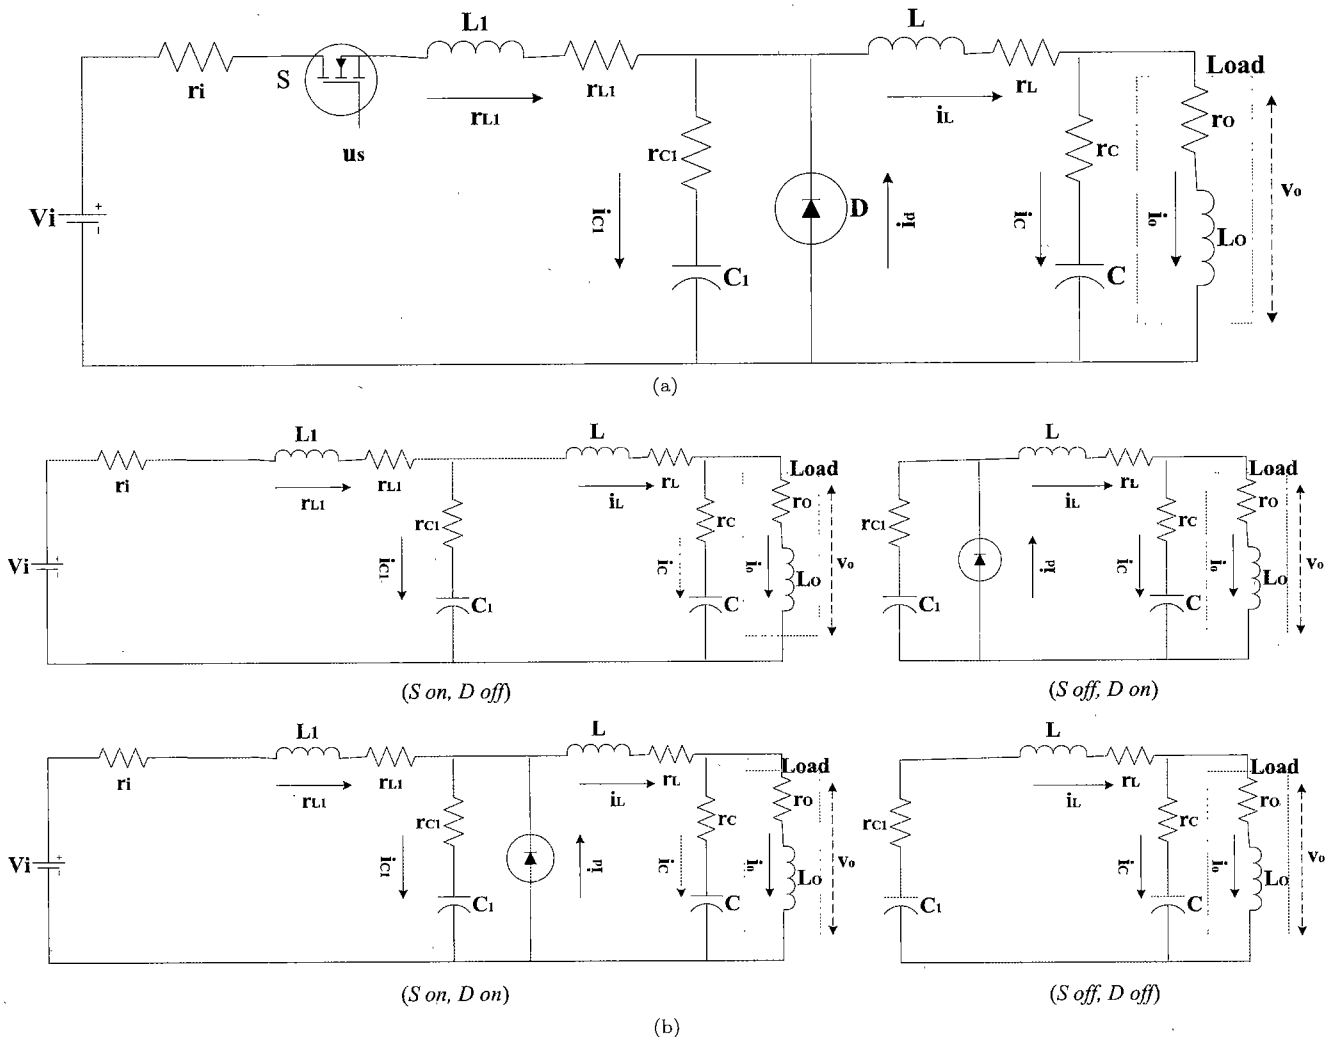 L1 L
Load
S
ri rL1 rL1 iL rL rO
us rC1 rC
Vi + iC1 D id iC io vo
C1 C LO
(a)
L1 L L
Load Load
ri rL1 rL1 iL rL rO iL rL rO
rC1 rC rC1 rC
Vi + iC1 iC io vo id iC io vo
C1 C LO C1 C LO
(S on, D off) (S off, D on)
L1 L L
Load Load
ri rL1 rL1 iL rL rO iL rL rO
rC1 rC rC1 rC
Vi + iC1 id iC io vo iC io vo
C1 C LO C1 C LO
(S on, D on) (S off, D off)
(b)